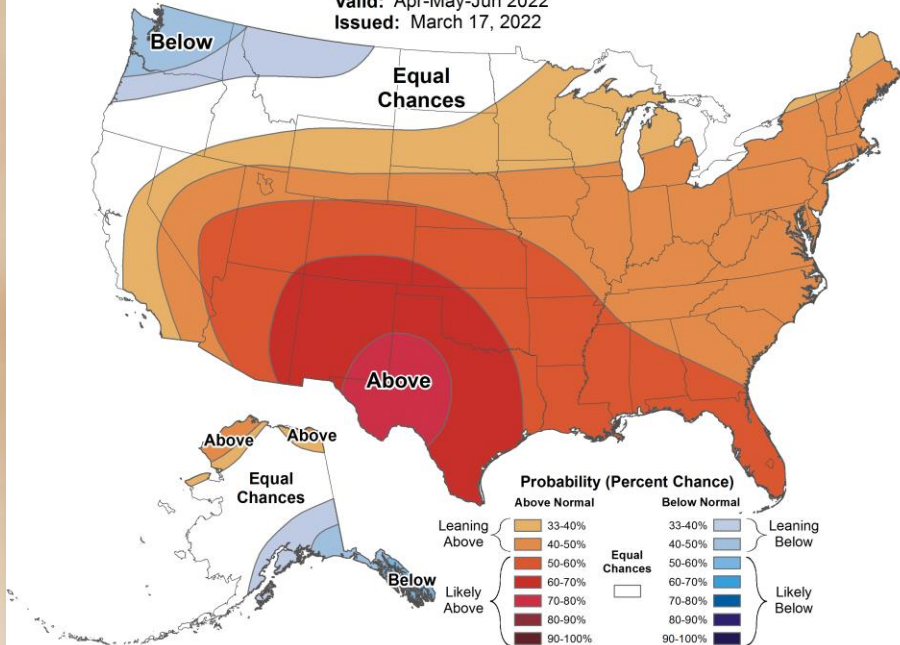 Valid: Apr-May-Jun 2022
Issued: March 17, 2022
Below
Equal
Chances
Above
Above
Above
Equal
Chances
Below
Probability (Percent Chance)
Above Normal
Below Normal
Leaning
Above
33-40%
40-50%
Likely
Above
50-60%
60-70%
70-80%
80-90%
90-100%
Equal
Chances
33-40%
40-50%
Leaning
Below
50-60%
60-70%
70-80%
80-90%
90-100%
Likely
Below